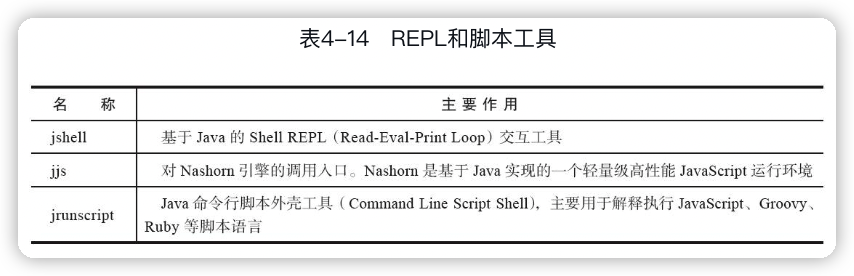 表4-14 REPL和脚本工具
名 称 主要作用
jshell 基于 Java 的 Shell REPL（Read-Eval-Print Loop）交互工具
jjs 对 Nashorn 引擎的调用入口。Nashorn 是基于 Java 实现的一个轻量级高性能 JavaScript 运行环境
jrunscript Java 命令行脚本外壳工具（Command Line Script Shell），主要用于解释执行 JavaScript、Groovy、
Ruby 等脚本语言